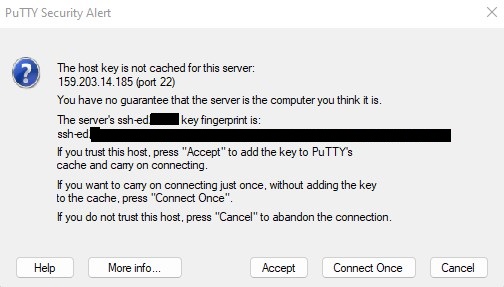 PuTTY Security Alert
The host key is not cached for this server:
159.203.14.185 (port 22)
You have no guarantee that the server is the computer you think it is.
The server's ssh-ed. key fingerprint is:
ssh-ed.
If you trust this host, press "Accept" to add the key to PuTTY's
cache and carry on connecting.
If you want to carry on connecting just once, without adding the key
to the cache, press "Connect Once".
If you do not trust this host, press "Cancel" to abandon the connection.
Help More info... Accept Connect Once Cancel